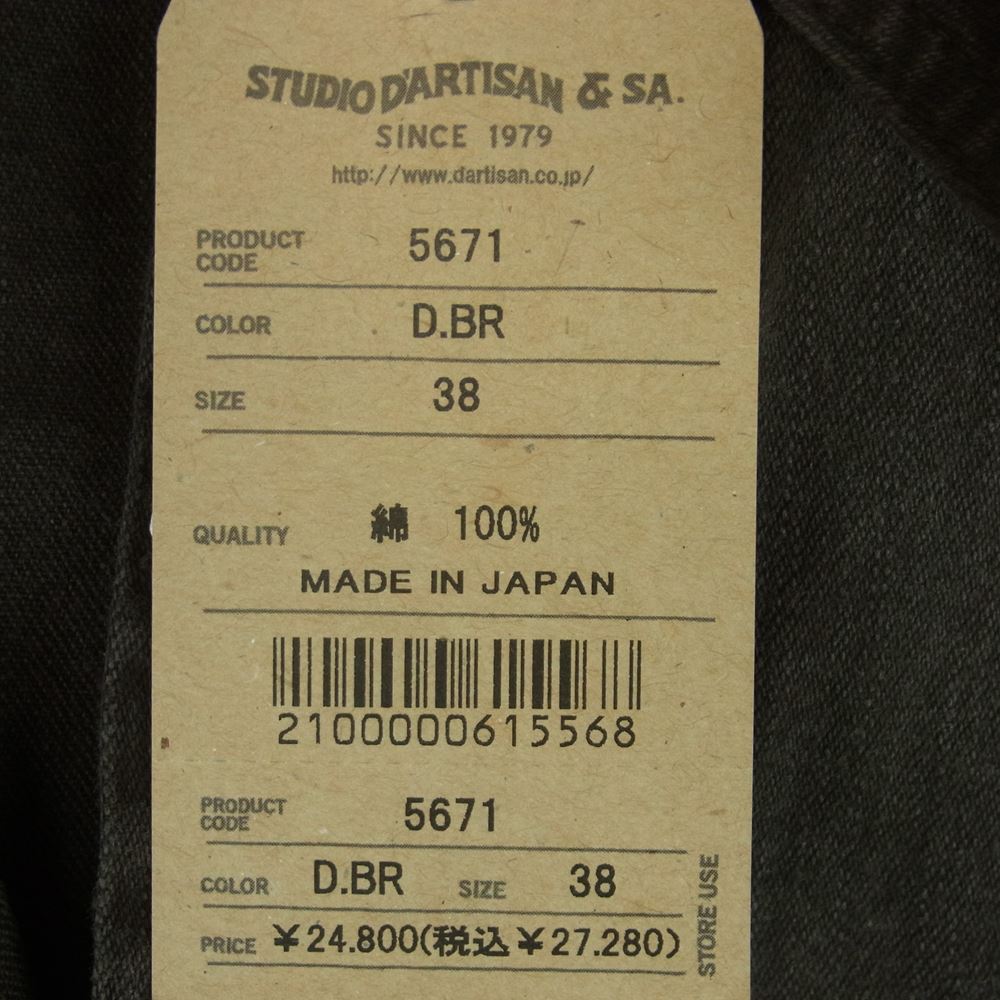 STUDIO D'ARTISAN & SA.
SINCE 1979
http://www.dartisan.co.jp/
PRODUCT CODE 5671
COLOR D.BR
SIZE 38
QUALITY 綿 100%
MADE IN JAPAN
2100000615568
PRODUCT CODE 5671
COLOR D.BR SIZE 38
PRICE ¥24.800(税込¥27.280)
STORE USE